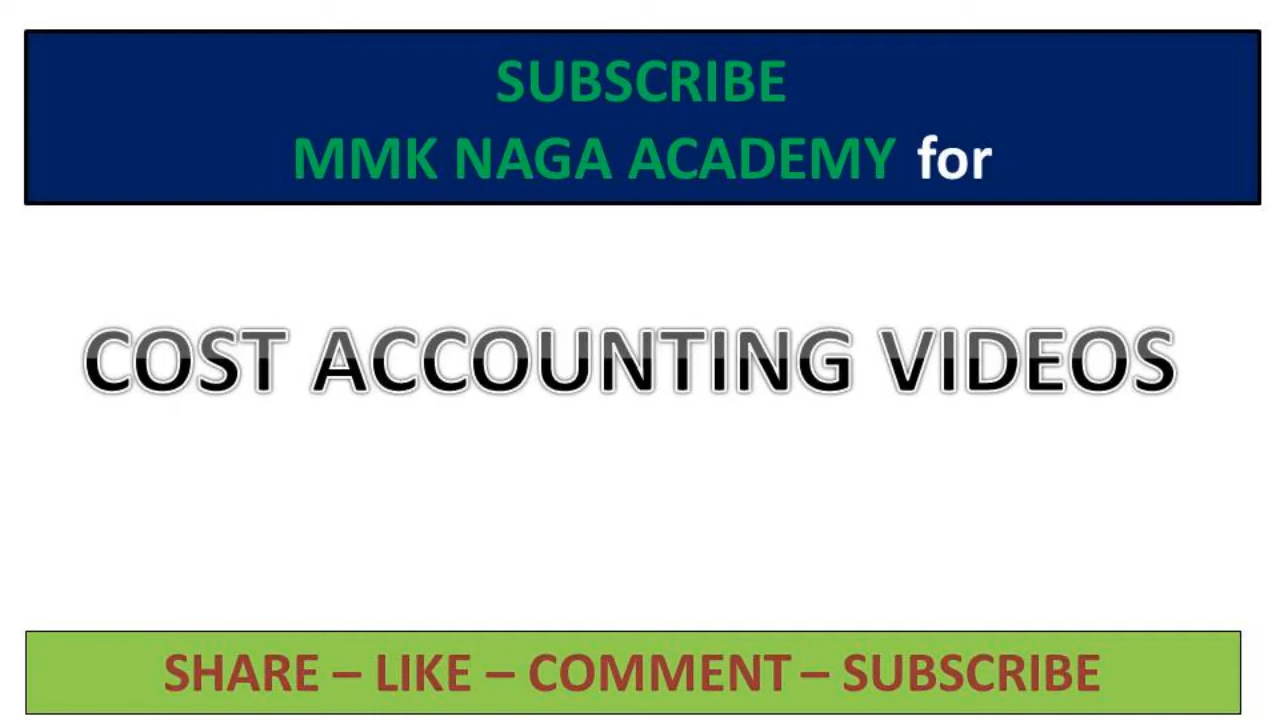 SUBSCRIBE
MMK NAGA ACADEMY for
COST ACCOUNTING VIDEOS
SHARE – LIKE – COMMENT – SUBSCRIBE